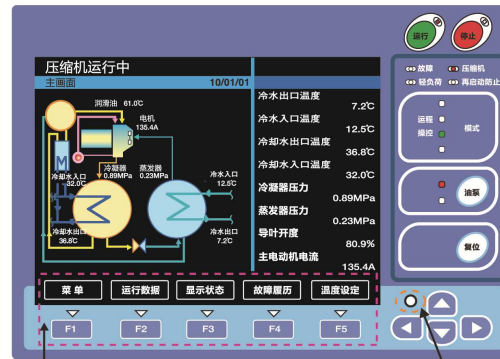 运行
停止
故障
压缩机
轻负荷
再启动防止
压缩机运行中
主画面
10/01/01
润滑油 61.0℃
电机
135.4A
冷凝器
0.89MPa
蒸发器
0.23MPa
冷却水入口
32.0℃
冷水入口
12.5℃
M
冷却水出口
36.8℃
冷水出口
7.2℃
冷水出口温度
7.2℃
冷水入口温度
12.5℃
冷却水出口温度
36.8℃
冷却水入口温度
32.0℃
冷凝器压力
0.89MPa
蒸发器压力
0.23MPa
导叶开度
80.9%
主电动机电流
135.4A
远程
操控
模式
油泵
复位
菜单
运行数据
显示状态
故障履历
温度设定
F1
F2
F3
F4
F5